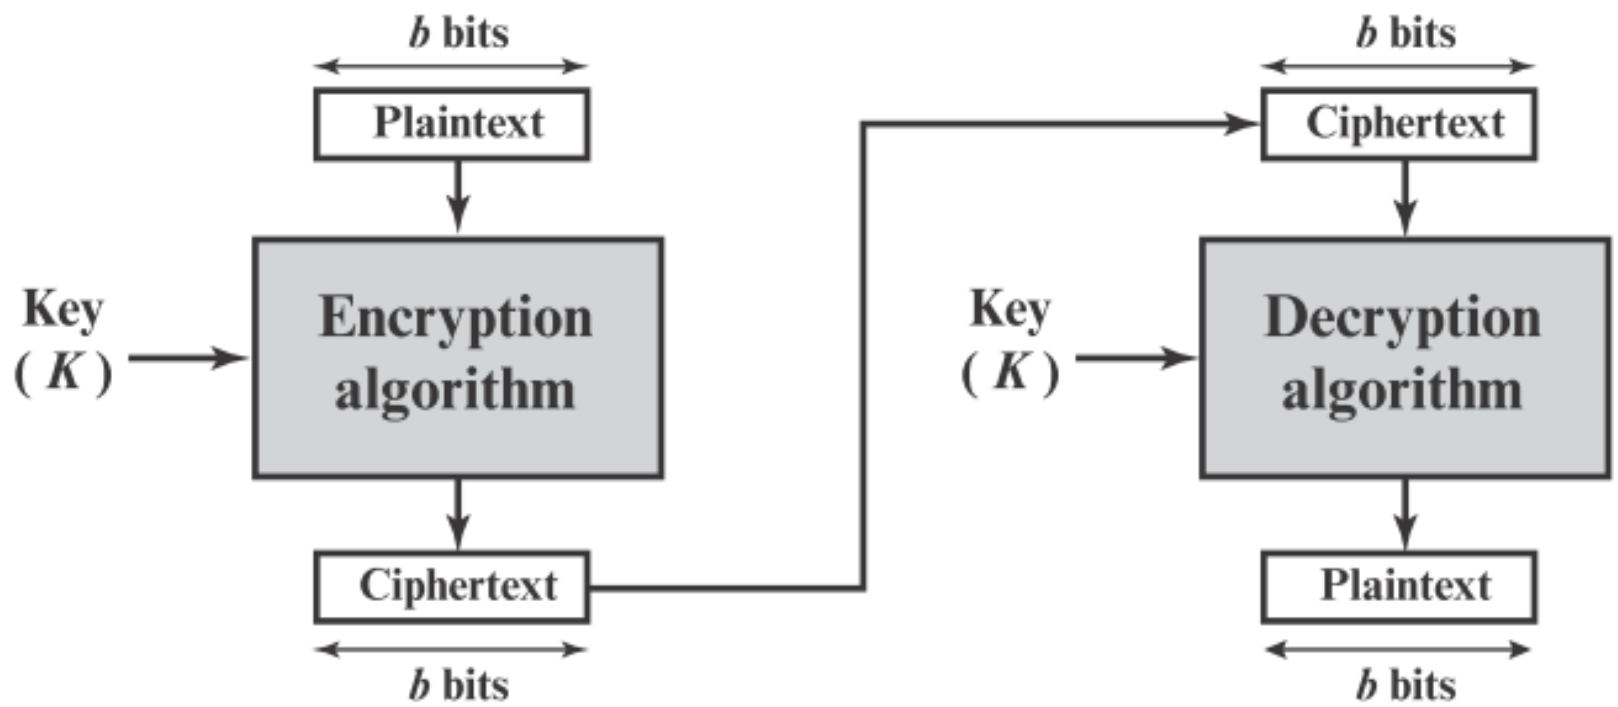 b bits
Plaintext
Key
( K )
Encryption
algorithm
Ciphertext
b bits
b bits
Ciphertext
Key
( K )
Decryption
algorithm
Plaintext
b bits